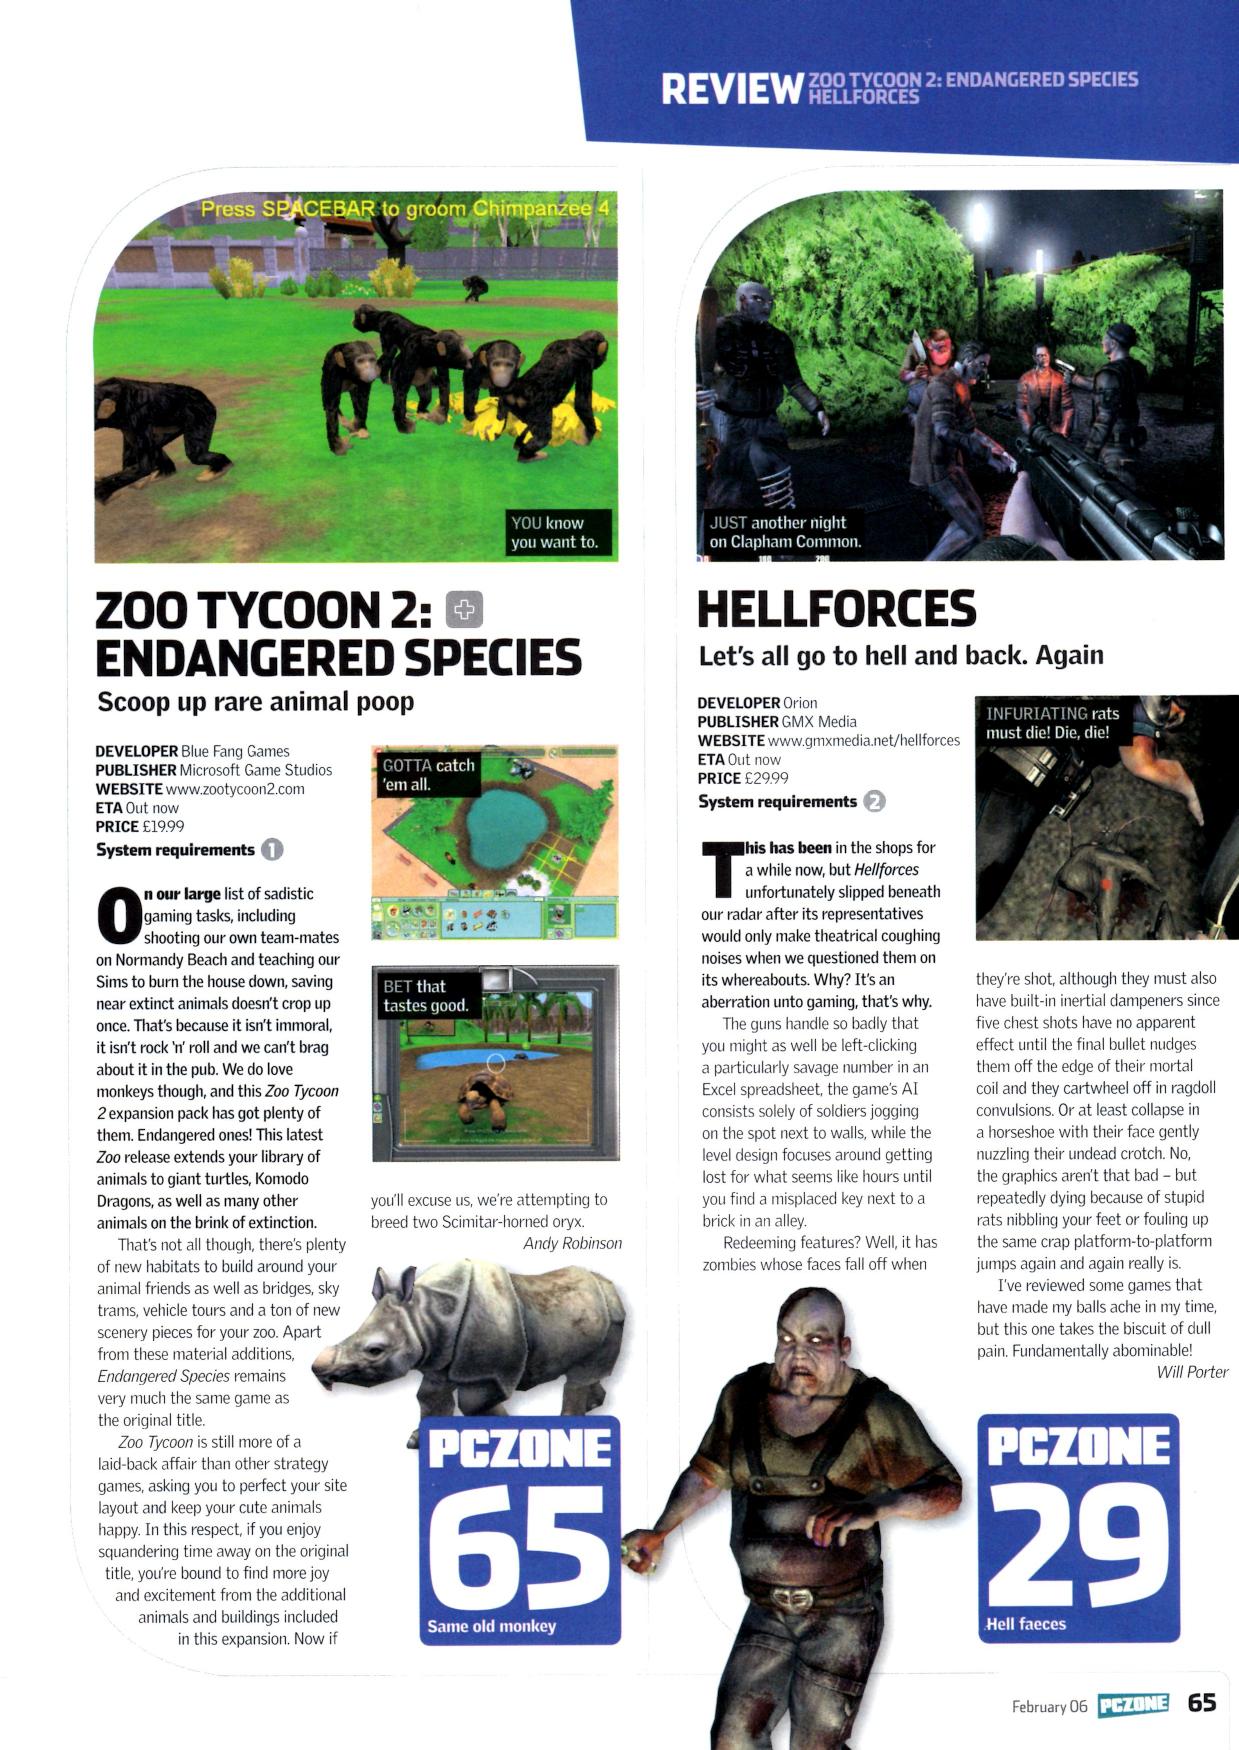 REVIEW ZOO TYCOON 2: ENDANGERED SPECIES
HELLFORCES
Press SPACEBAR to groom Chimpanzee 4
YOU know
you want to.
ZOO TYCOON 2:
ENDANGERED SPECIES
Scoop up rare animal poop
DEVELOPER Blue Fang Games
PUBLISHER Microsoft Game Studios
WEBSITE www.zootycoon2.com
ETA Out now
PRICE £19.99
System requirements 1
On our large list of sadistic
gaming tasks, including
shooting our own team-mates
on Normandy Beach and teaching our
Sims to burn the house down, saving
near extinct animals doesn't crop up
once. That's because it isn't immoral,
it isn't rock 'n' roll and we can't brag
about it in the pub. We do love
monkeys though, and this Zoo Tycoon
2 expansion pack has got plenty of
them. Endangered ones! This latest
Zoo release extends your library of
animals to giant turtles, Komodo
Dragons, as well as many other
animals on the brink of extinction.
That's not all though, there's plenty
of new habitats to build around your
animal friends as well as bridges, sky
trams, vehicle tours and a ton of new
scenery pieces for your zoo. Apart
from these material additions,
Endangered Species remains
very much the same game as
the original title.
Zoo Tycoon is still more of a
laid-back affair than other strategy
games, asking you to perfect your site
layout and keep your cute animals
happy. In this respect, if you enjoy
squandering time away on the original
title, you're bound to find more joy
and excitement from the additional
animals and buildings included
in this expansion. Now if
GOTTA catch
'em all.
BET that
tastes good.
you'll excuse us, we're attempting to
breed two Scimitar-horned oryx.
Andy Robinson
PCZONE
65
Same old monkey
JUST another night
on Clapham Common.
100 200
HELLFORCES
Let's all go to hell and back. Again
DEVELOPER Orion
PUBLISHER GMX Media
WEBSITE www.gmxmedia.net/hellforces
ETA Out now
PRICE £29.99
System requirements 2
This has been in the shops for
a while now, but Hellforces
unfortunately slipped beneath
our radar after its representatives
would only make theatrical coughing
noises when we questioned them on
its whereabouts. Why? It's an
aberration unto gaming, that's why.
The guns handle so badly that
you might as well be left-clicking
a particularly savage number in an
Excel spreadsheet, the game's AI
consists solely of soldiers jogging
on the spot next to walls, while the
level design focuses around getting
lost for what seems like hours until
you find a misplaced key next to a
brick in an alley.
Redeeming features? Well, it has
zombies whose faces fall off when
INFURIATING rats
must die! Die, die!
they're shot, although they must also
have built-in inertial dampeners since
five chest shots have no apparent
effect until the final bullet nudges
them off the edge of their mortal
coil and they cartwheel off in ragdoll
convulsions. Or at least collapse in
a horseshoe with their face gently
nuzzling their undead crotch. No,
the graphics aren't that bad – but
repeatedly dying because of stupid
rats nibbling your feet or fouling up
the same crap platform-to-platform
jumps again and again really is.
I've reviewed some games that
have made my balls ache in my time,
but this one takes the biscuit of dull
pain. Fundamentally abominable!
Will Porter
PCZONE
29
Hell faeces
February 06 PCZONE 65